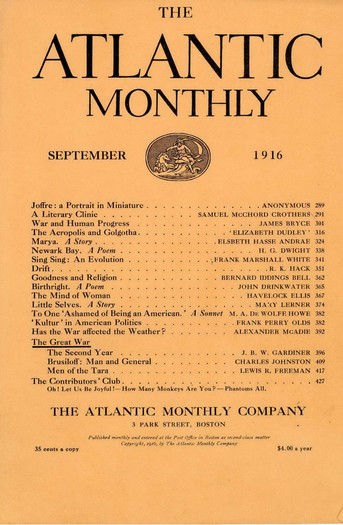 THE
ATLANTIC
MONTHLY
SEPTEMBER 1916
Joffre: a Portrait in Miniature . . . . . ANONYMOUS 289
A Literary Clinic . . . . . SAMUEL McCHORD CROTHERS 291
War and Human Progress . . . . . JAMES BRYCE 301
The Acropolis and Golgotha . . . . . 'ELIZABETH DUDLEY' 316
Marya. A Story . . . . . ELSBETH HASSE ANDRAE 324
Newark Bay. A Poem . . . . . H. G. DWIGHT 338
Sing Sing: An Evolution . . . . . FRANK MARSHALL WHITE 341
Drift . . . . . R. K. HACK 351
Goodness and Religion . . . . . BERNARD IDDINGS BELL 362
Birthright. A Poem . . . . . JOHN DRINKWATER 365
The Mind of Woman . . . . . HAVELOCK ELLIS 367
Little Selves. A Story . . . . . MARY LERNER 374
To One 'Ashamed of Being an American.' A Sonnet M. A. DE WOLFE HOWE 382
'Kultur' in American Politics . . . . . FRANK PERRY OLDS 382
Has the War affected the Weather? ALEXANDER McADIE 392
The Great War
The Second Year . . . . . J. B. W. GARDINER 396
Brusiloff: Man and General . . . . . CHARLES JOHNSTON 409
Men of the Tara . . . . . LEWIS R. FREEMAN 417
The Contributors' Club . . . . . 427
Oh! Let Us Be Joyful!—How Many Monkeys Are You?—Phantoms All.
THE ATLANTIC MONTHLY COMPANY
3 PARK STREET, BOSTON
Published monthly and entered at the Post Office in Boston as second-class matter
Copyright, 1916, by The Atlantic Monthly Company
35 cents a copy $4.00 a year